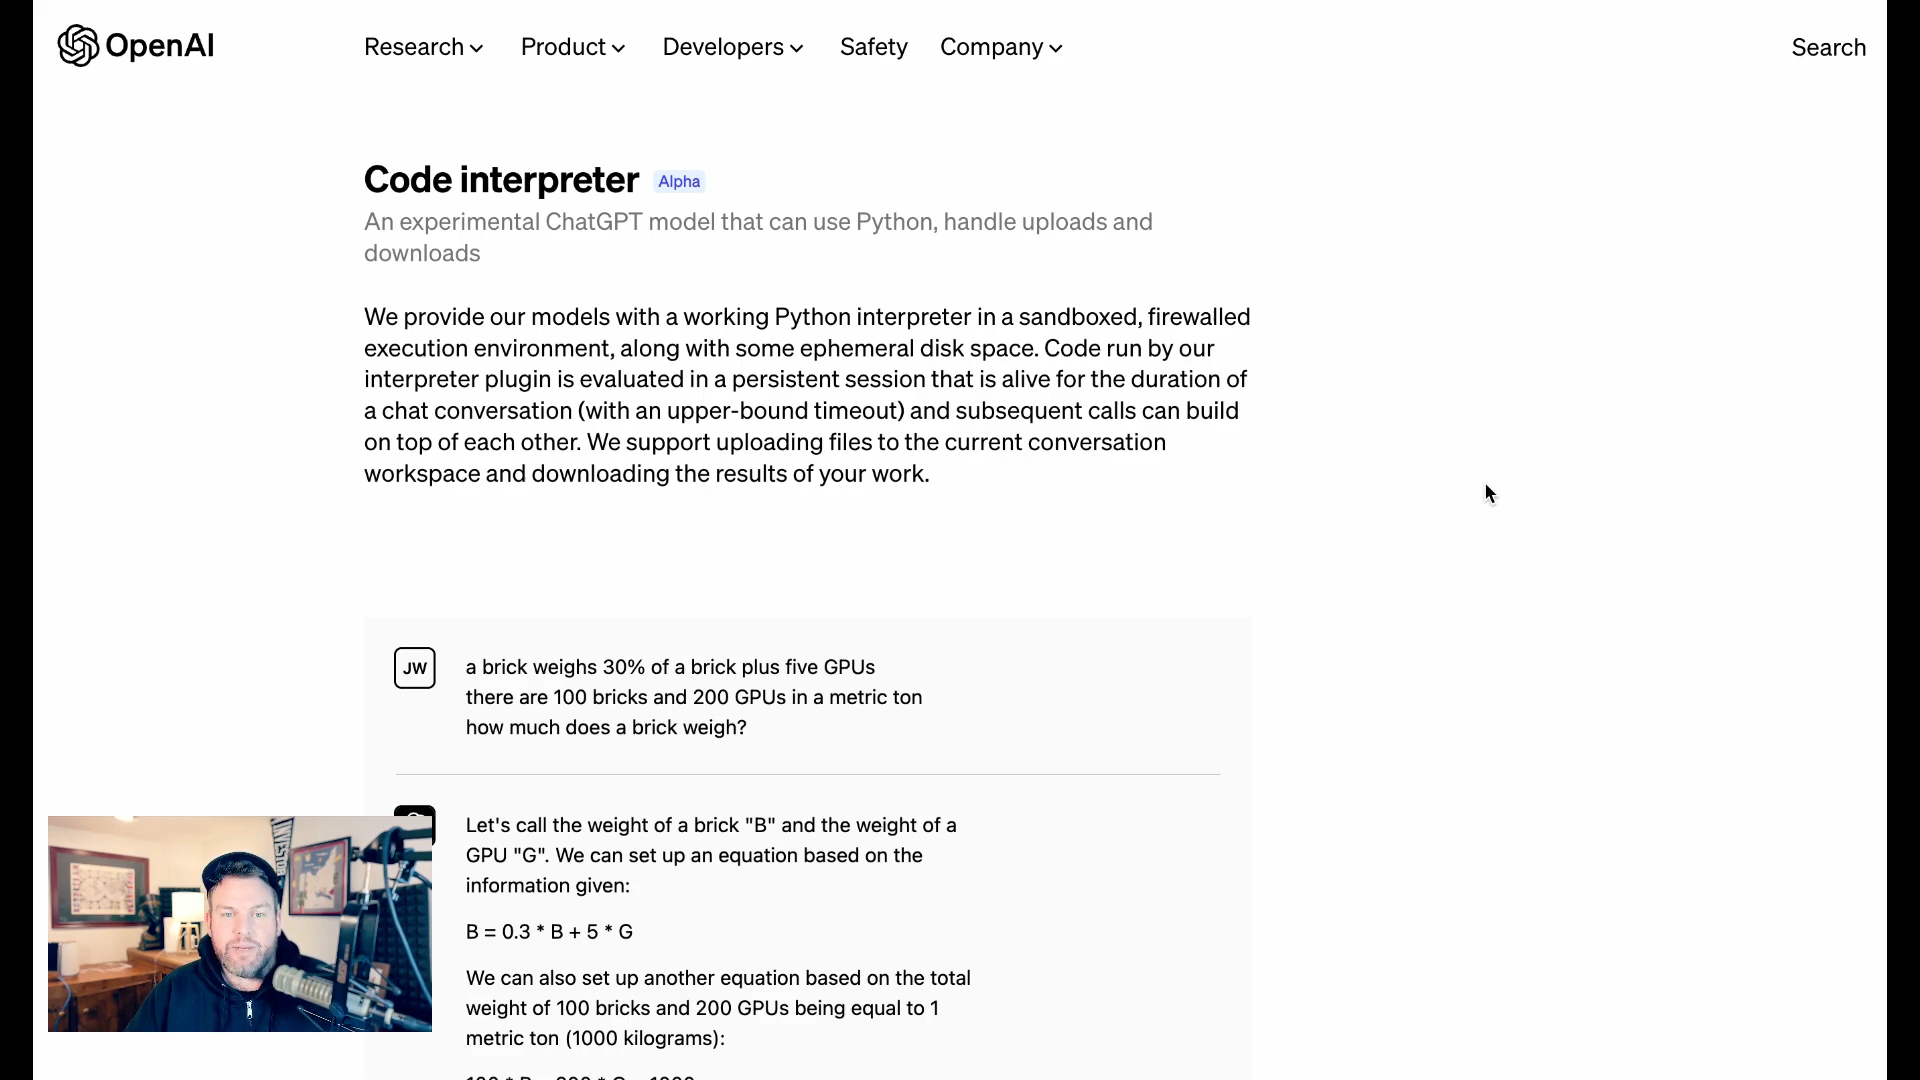 OpenAI
Research
Product
Developers
Safety
Company
Search
Code interpreter Alpha
An experimental ChatGPT model that can use Python, handle uploads and
downloads
We provide our models with a working Python interpreter in a sandboxed, firewalled
execution environment, along with some ephemeral disk space. Code run by our
interpreter plugin is evaluated in a persistent session that is alive for the duration of
a chat conversation (with an upper-bound timeout) and subsequent calls can build
on top of each other. We support uploading files to the current conversation
workspace and downloading the results of your work.
JW
a brick weighs 30% of a brick plus five GPUs
there are 100 bricks and 200 GPUs in a metric ton
how much does a brick weigh?
Let's call the weight of a brick "B" and the weight of a
GPU "G". We can set up an equation based on the
information given:
B = 0.3 * B + 5 * G
We can also set up another equation based on the total
weight of 100 bricks and 200 GPUs being equal to 1
metric ton (1000 kilograms):